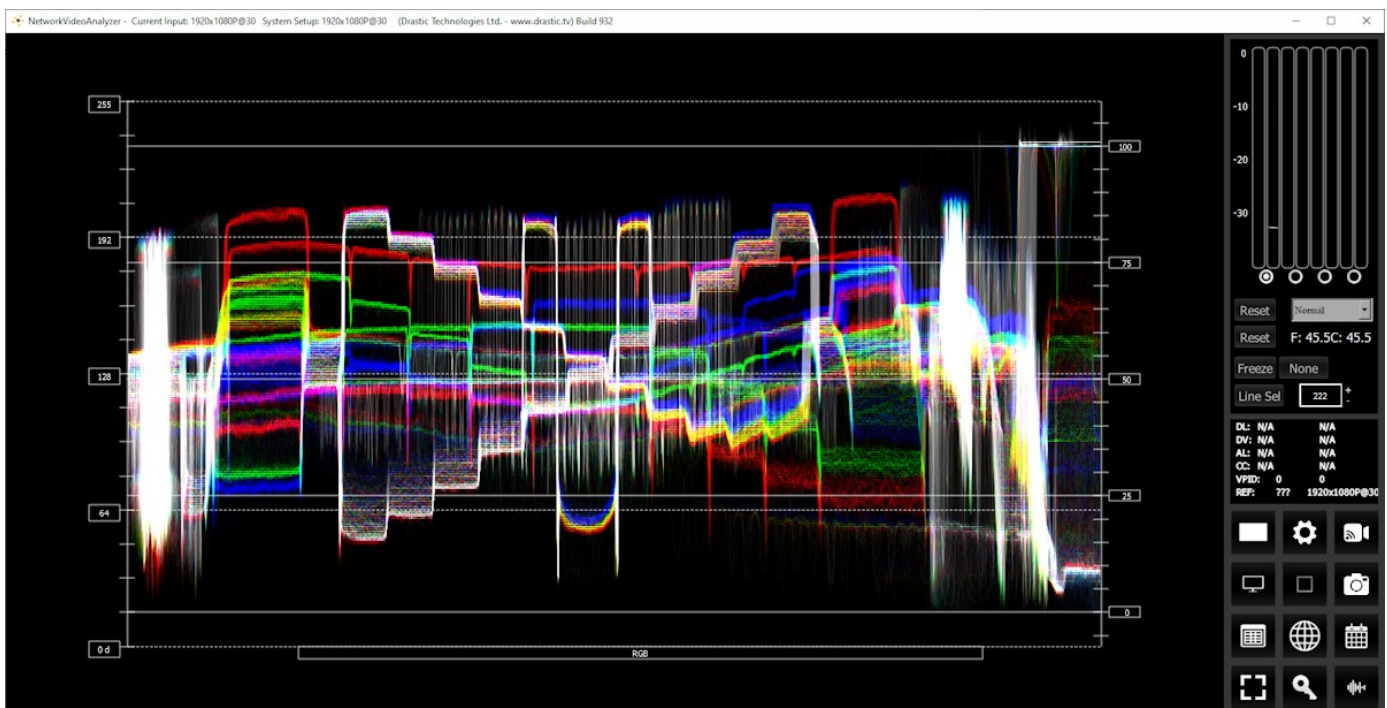 NetworkVideoAnalyzer - Current Input: 1920x1080P@30 System Setup: 1920x1080P@30 (Drastic Technologies Ltd. - www.drastic.tv) Build 932
255
192
128
64
0 d
100
75
50
25
0
RGB
0
-10
-20
-30
Reset Normal
Reset F: 45.5C: 45.5
Freeze None
Line Sel 222 + -
DL: N/A N/A
DV: N/A N/A
AL: N/A N/A
CC: N/A N/A
VPID: 0 0
REF: ??? 1920x1080P@30